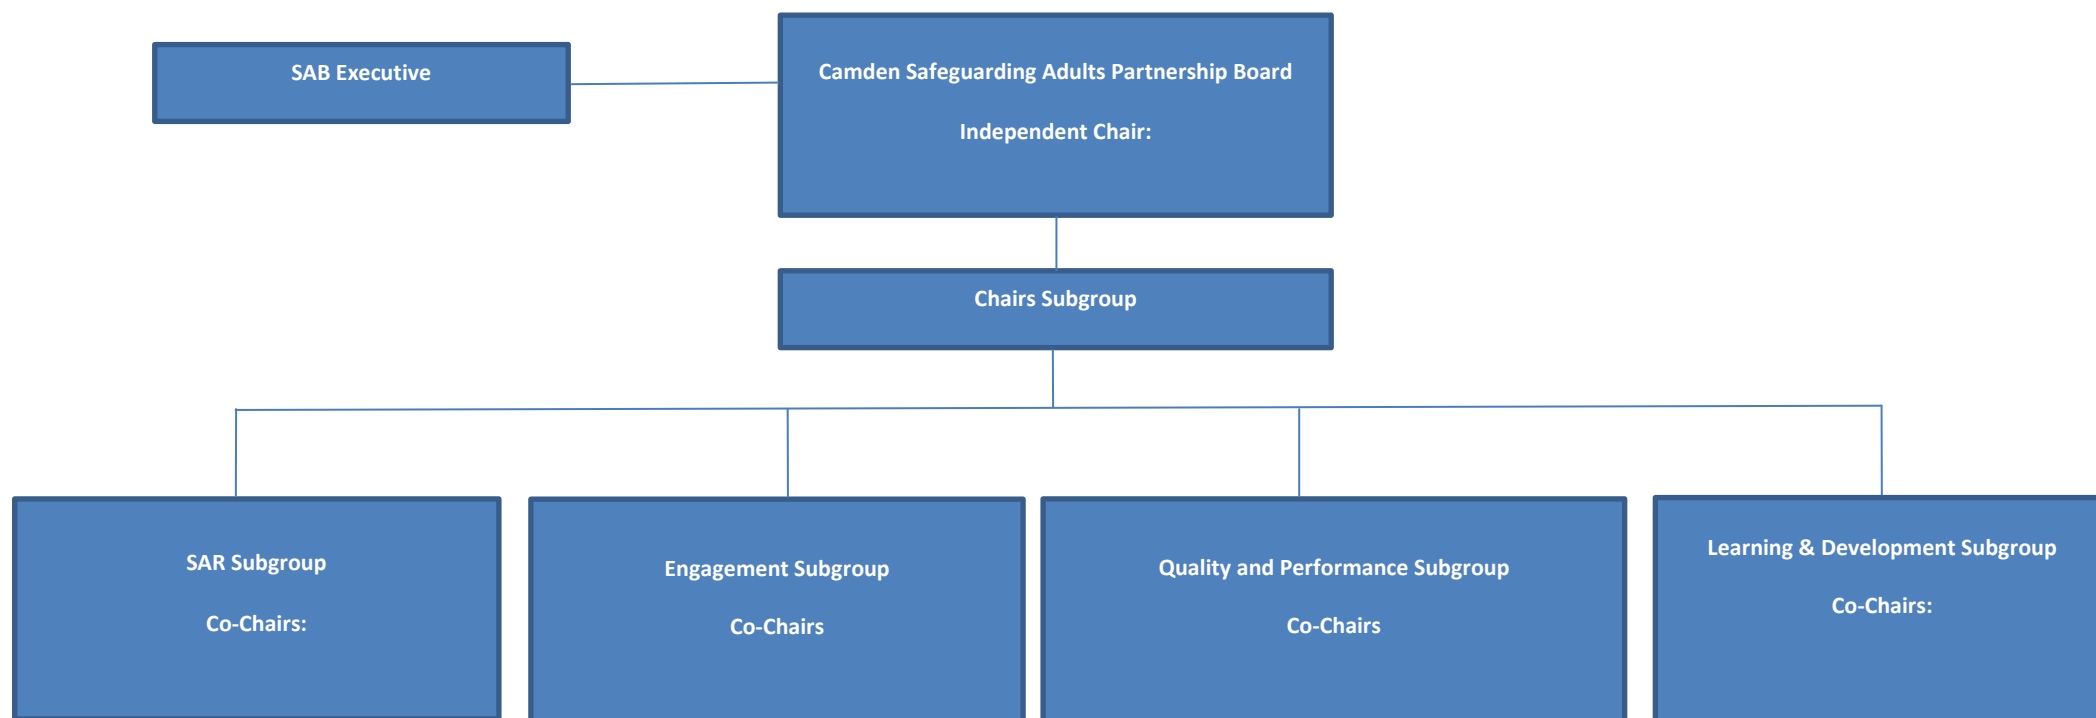 SAB Executive
Camden Safeguarding Adults Partnership Board
Independent Chair:
Chairs Subgroup
SAR Subgroup
Co-Chairs:
Engagement Subgroup
Co-Chairs
Quality and Performance Subgroup
Co-Chairs
Learning & Development Subgroup
Co-Chairs: